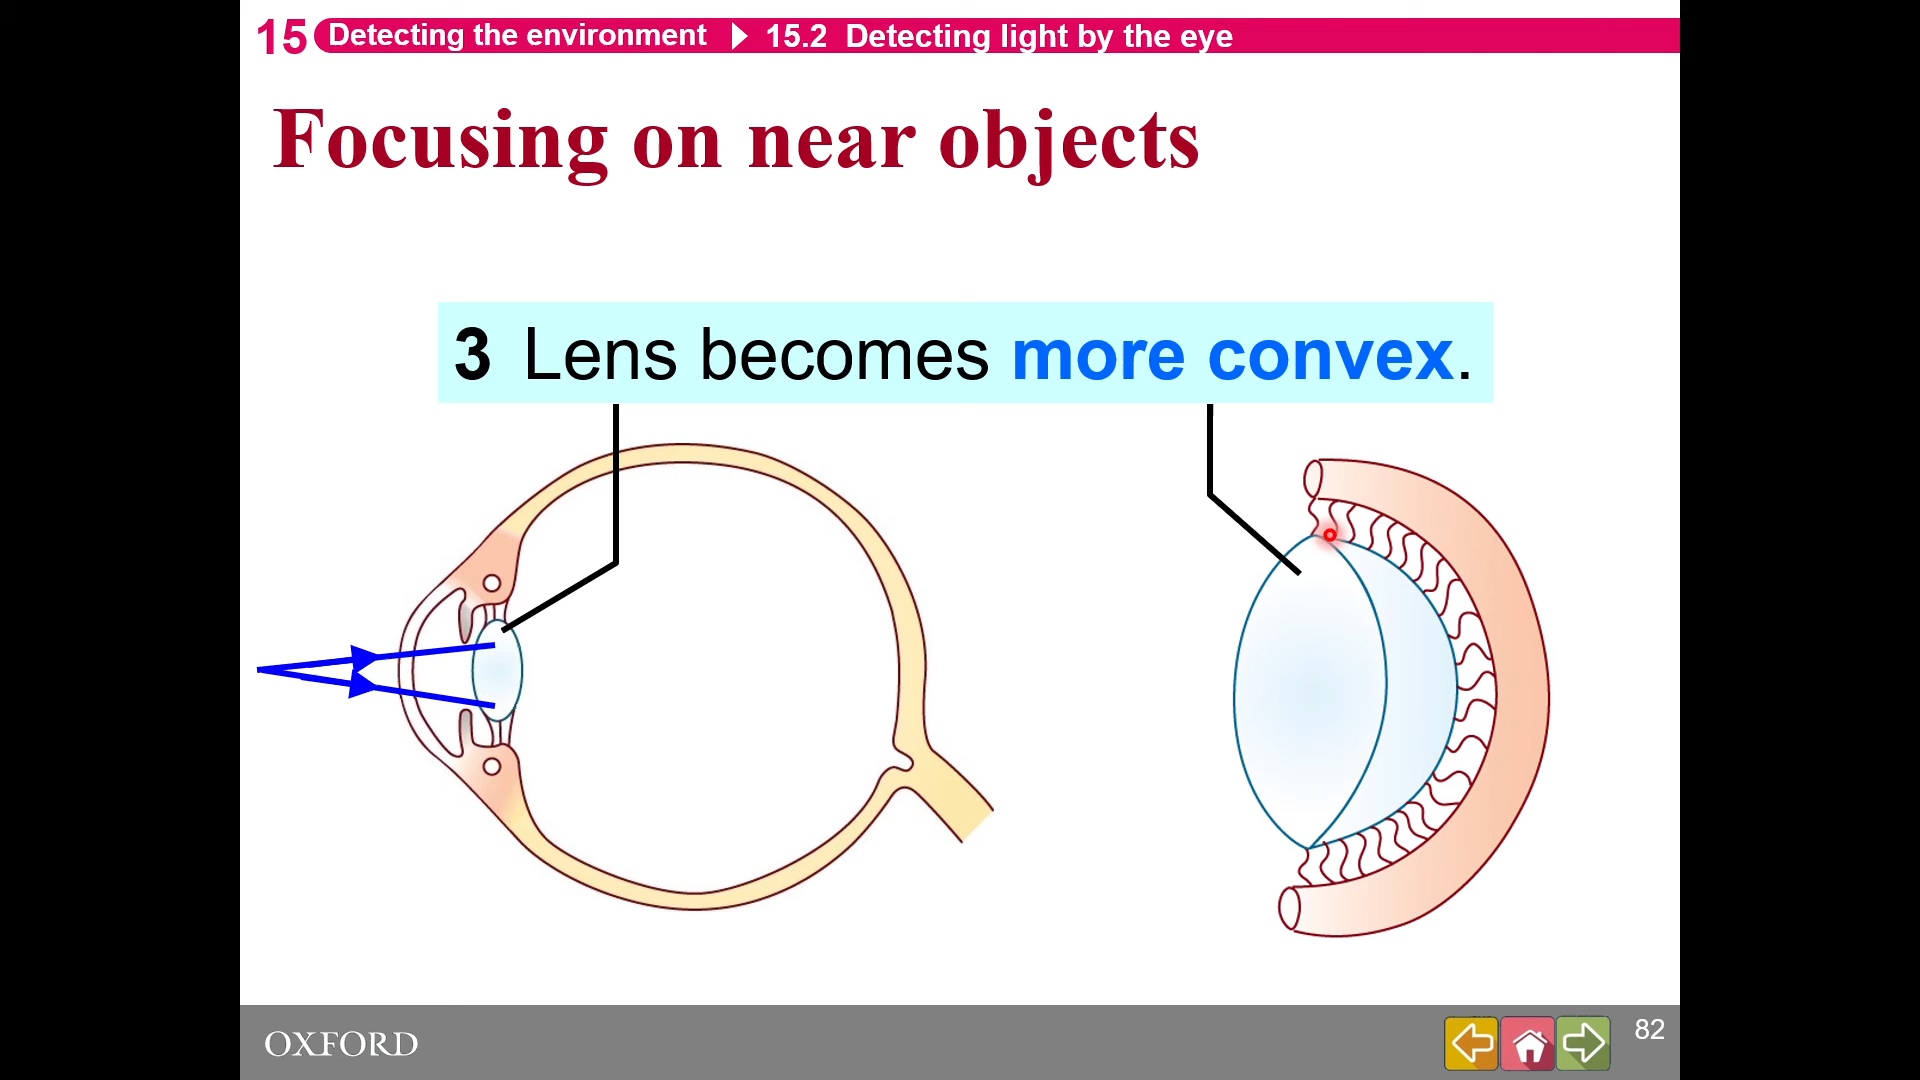 15 Detecting the environment 15.2 Detecting light by the eye
Focusing on near objects
3 Lens becomes more convex.
OXFORD
82